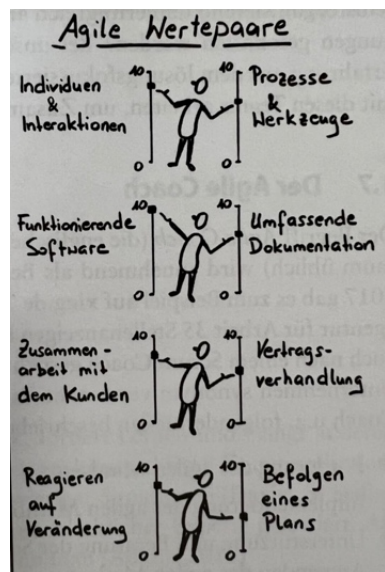 Agile Wertepaare
Individuen
&
Interaktionen
10
0
10
0
Prozesse
&
Werkzeuge
Funktionierende
Software
10
0
10
0
Umfassende
Dokumentation
Zusammen-
arbeit mit
dem Kunden
10
0
10
0
Vertrags-
verhandlung
Reagieren
auf
Veränderung
10
0
10
0
Befolgen
eines
Plans